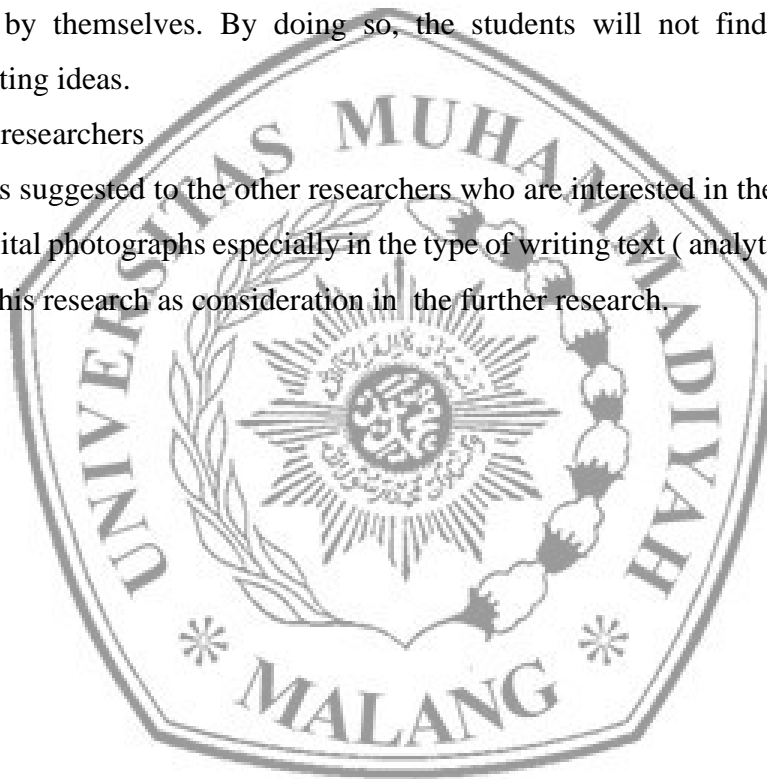 by themselves. By doing so, the students will not find
ting ideas.
researchers
s suggested to the other researchers who are interested in the
ital photographs especially in the type of writing text ( analyt
his research as consideration in the further research.
UNIVERSITAS MUHAMMADIYAH
MALANG